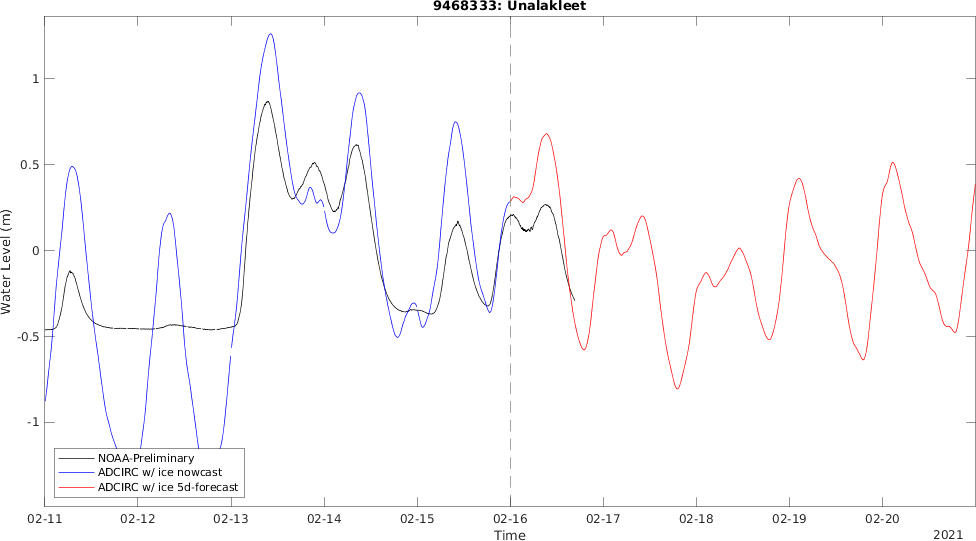 9468333: Unalakleet
Water Level (m)
1
0.5
0
-0.5
-1
NOAA-Preliminary
ADCIRC w/ ice nowcast
ADCIRC w/ ice 5d-forecast
02-11 02-12 02-13 02-14 02-15 02-16 02-17 02-18 02-19 02-20
Time
2021